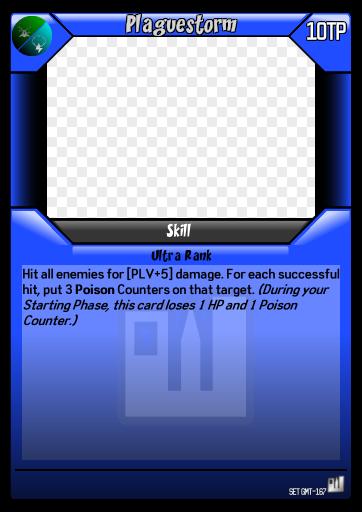 Plaguestorm
10TP
Skill
Ultra Rank
Hit all enemies for [PLV+5] damage. For each successful
hit, put 3 Poison Counters on that target. (During your
Starting Phase, this card loses 1 HP and 1 Poison
Counter.)
SET GMT-167